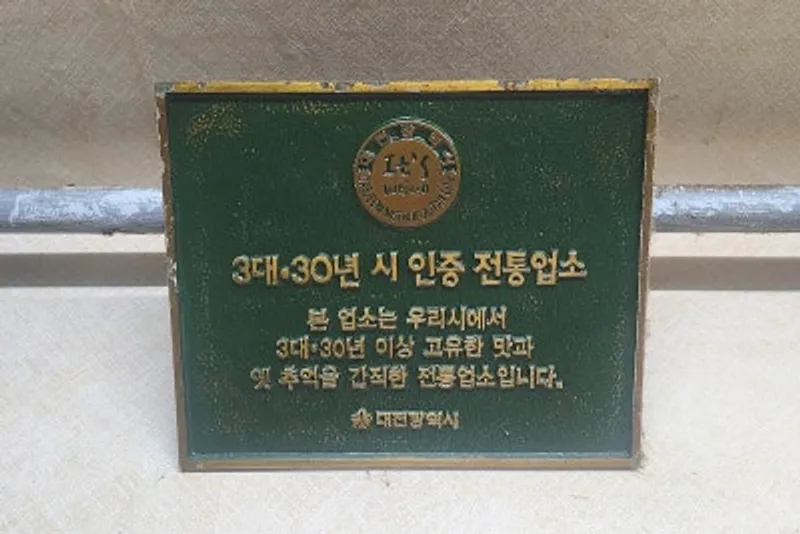 It's
3대·30년 시 인증 전통업소
본 업소는 우리시에서
3대·30년 이상 고유한 맛과
옛 추억을 간직한 전통업소입니다.
대전광역시